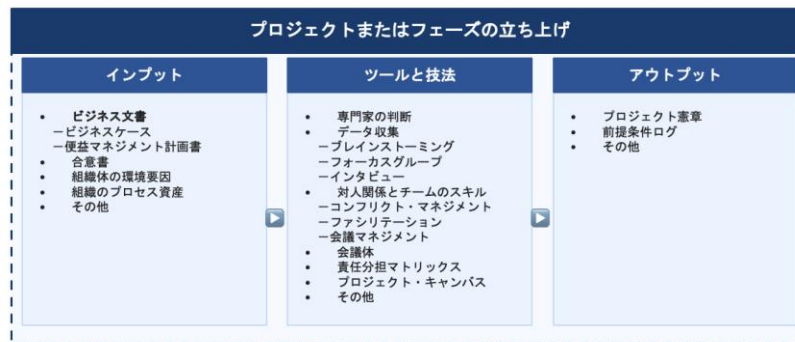 プロジェクトまたはフェーズの立ち上げ
インプット
• ビジネス文書
－ビジネスケース
－便益マネジメント計画書
• 合意書
• 組織体の環境要因
• 組織のプロセス資産
• その他
ツールと技法
• 専門家の判断
• データ収集
－ブレインストーミング
－フォーカスグループ
－インタビュー
• 対人関係とチームのスキル
－コンフリクト・マネジメント
－ファシリテーション
－会議マネジメント
• 会議体
• 責任分担マトリックス
• プロジェクト・キャンバス
• その他
アウトプット
• プロジェクト憲章
• 前提条件ログ
• その他